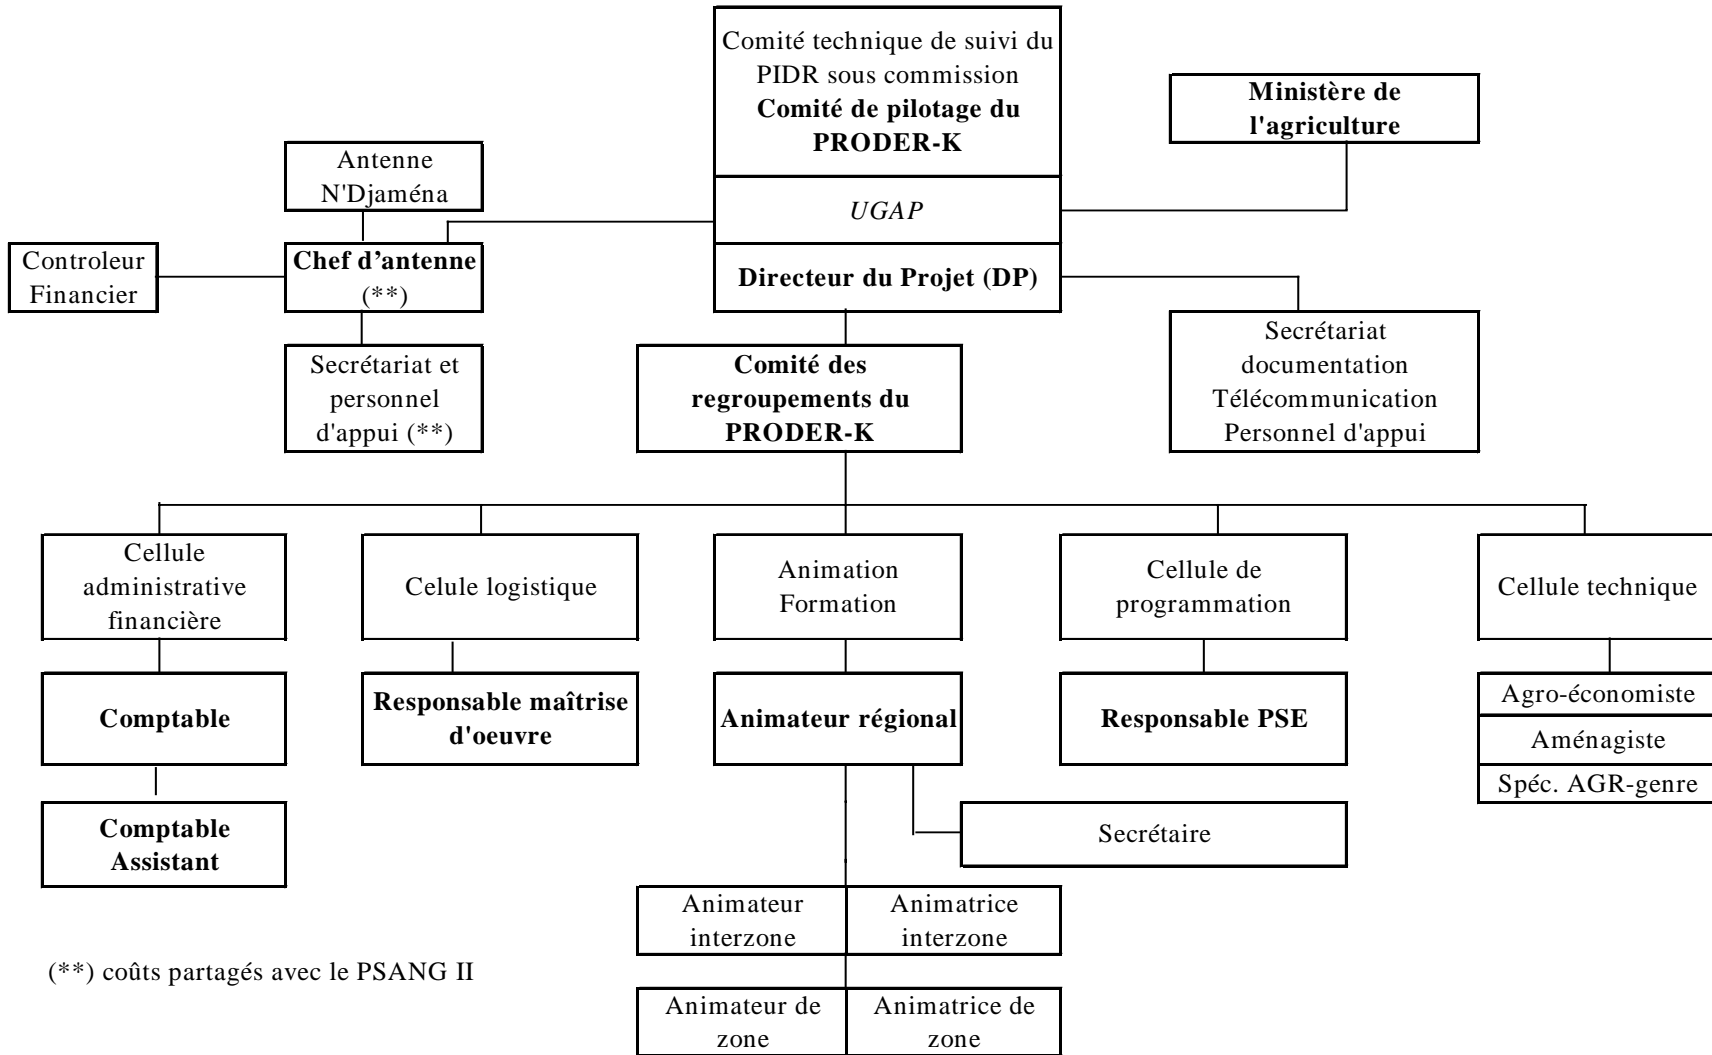 Comité technique de suivi du
PIDR sous commission
Comité de pilotage du
PRODER-K
Ministère de
l'agriculture
Antenne
N'Djaména
UGAP
Controleur
Financier
Chef d’antenne
(**)
Directeur du Projet (DP)
Secrétariat et
personnel
d'appui (**)
Comité des
regroupements du
PRODER-K
Secrétariat
documentation
Télécommunication
Personnel d'appui
Cellule
administrative
financière
Celule logistique
Animation
Formation
Cellule de
programmation
Cellule technique
Comptable
Responsable maîtrise
d'oeuvre
Animateur régional
Responsable PSE
Agro-économiste
Aménagiste
Spéc. AGR-genre
Comptable
Assistant
Secrétaire
Animateur
interzone
Animatrice
interzone
(**) coûts partagés avec le PSANG II
Animateur de
zone
Animatrice de
zone